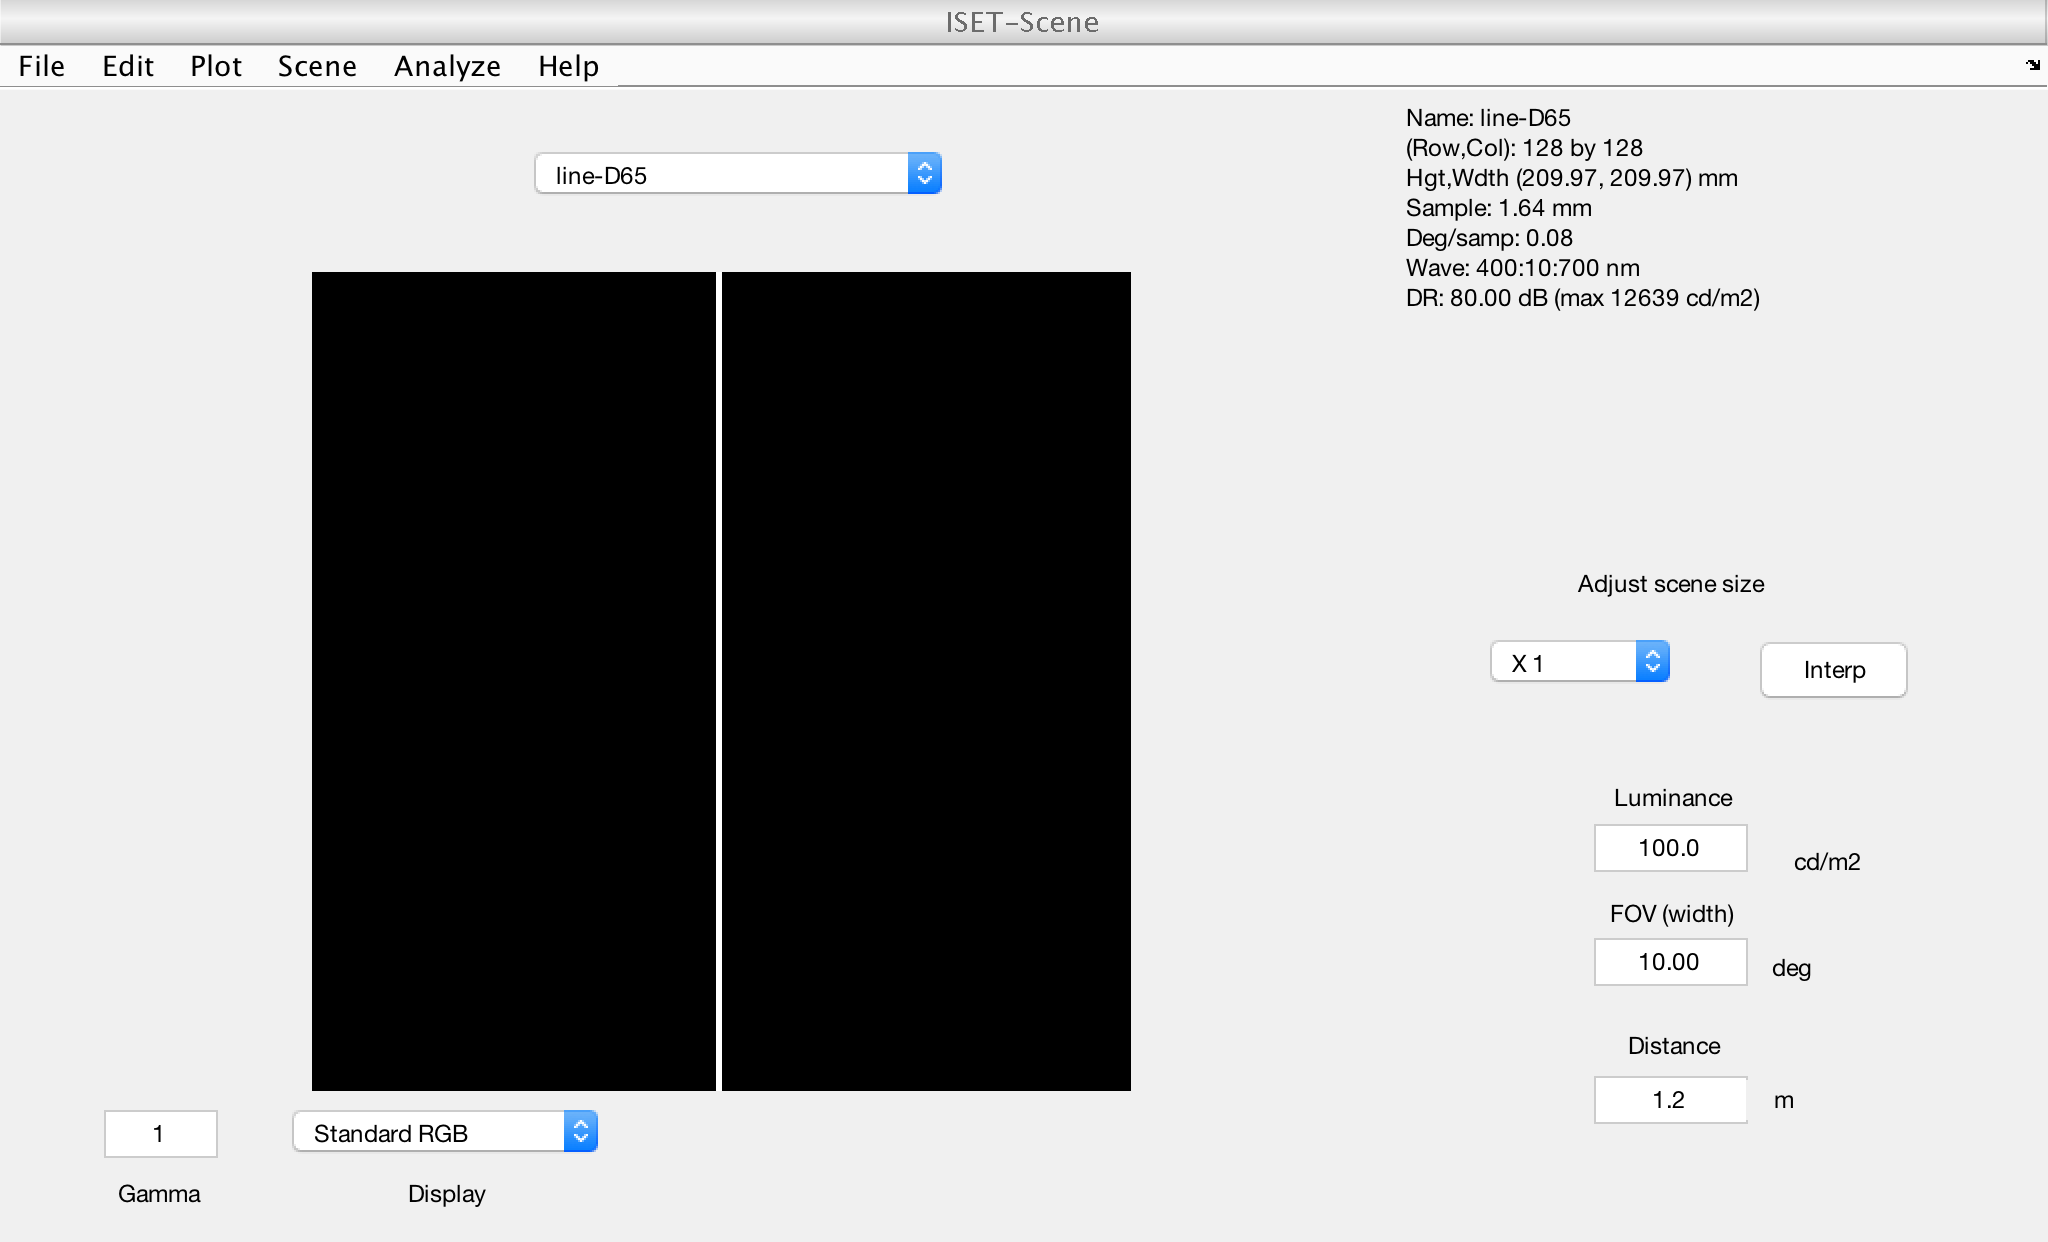 ISET-Scene
File Edit Plot Scene Analyze Help
line-D65
Name: line-D65
(Row,Col): 128 by 128
Hgt,Wdth (209.97, 209.97) mm
Sample: 1.64 mm
Deg/samp: 0.08
Wave: 400:10:700 nm
DR: 80.00 dB (max 12639 cd/m2)
Adjust scene size
X 1 Interp
Luminance
100.0 cd/m2
FOV (width)
10.00 deg
Distance
1.2 m
1 Standard RGB
Gamma Display